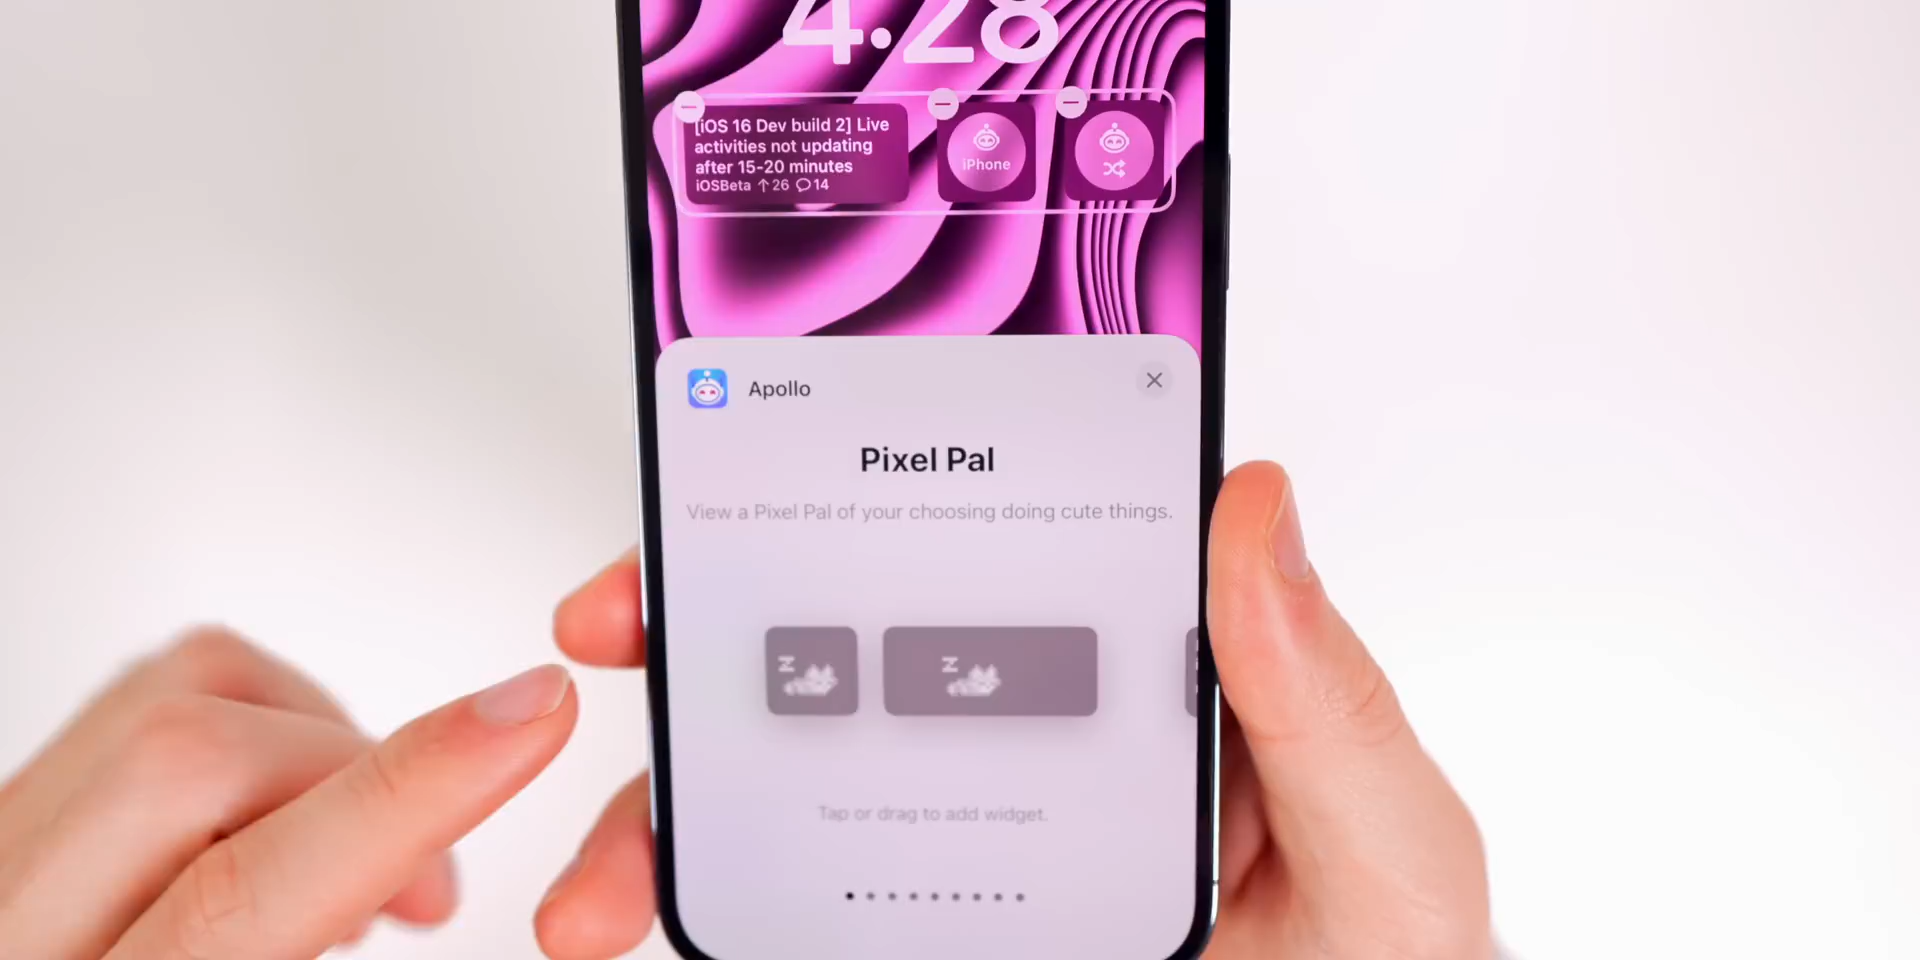 4:28
[iOS 16 Dev build 2] Live
activities not updating
after 15-20 minutes
iOSBeta ↑26 14
iPhone
Apollo
Pixel Pal
View a Pixel Pal of your choosing doing cute things.
Z
Z
Tap or drag to add widget.